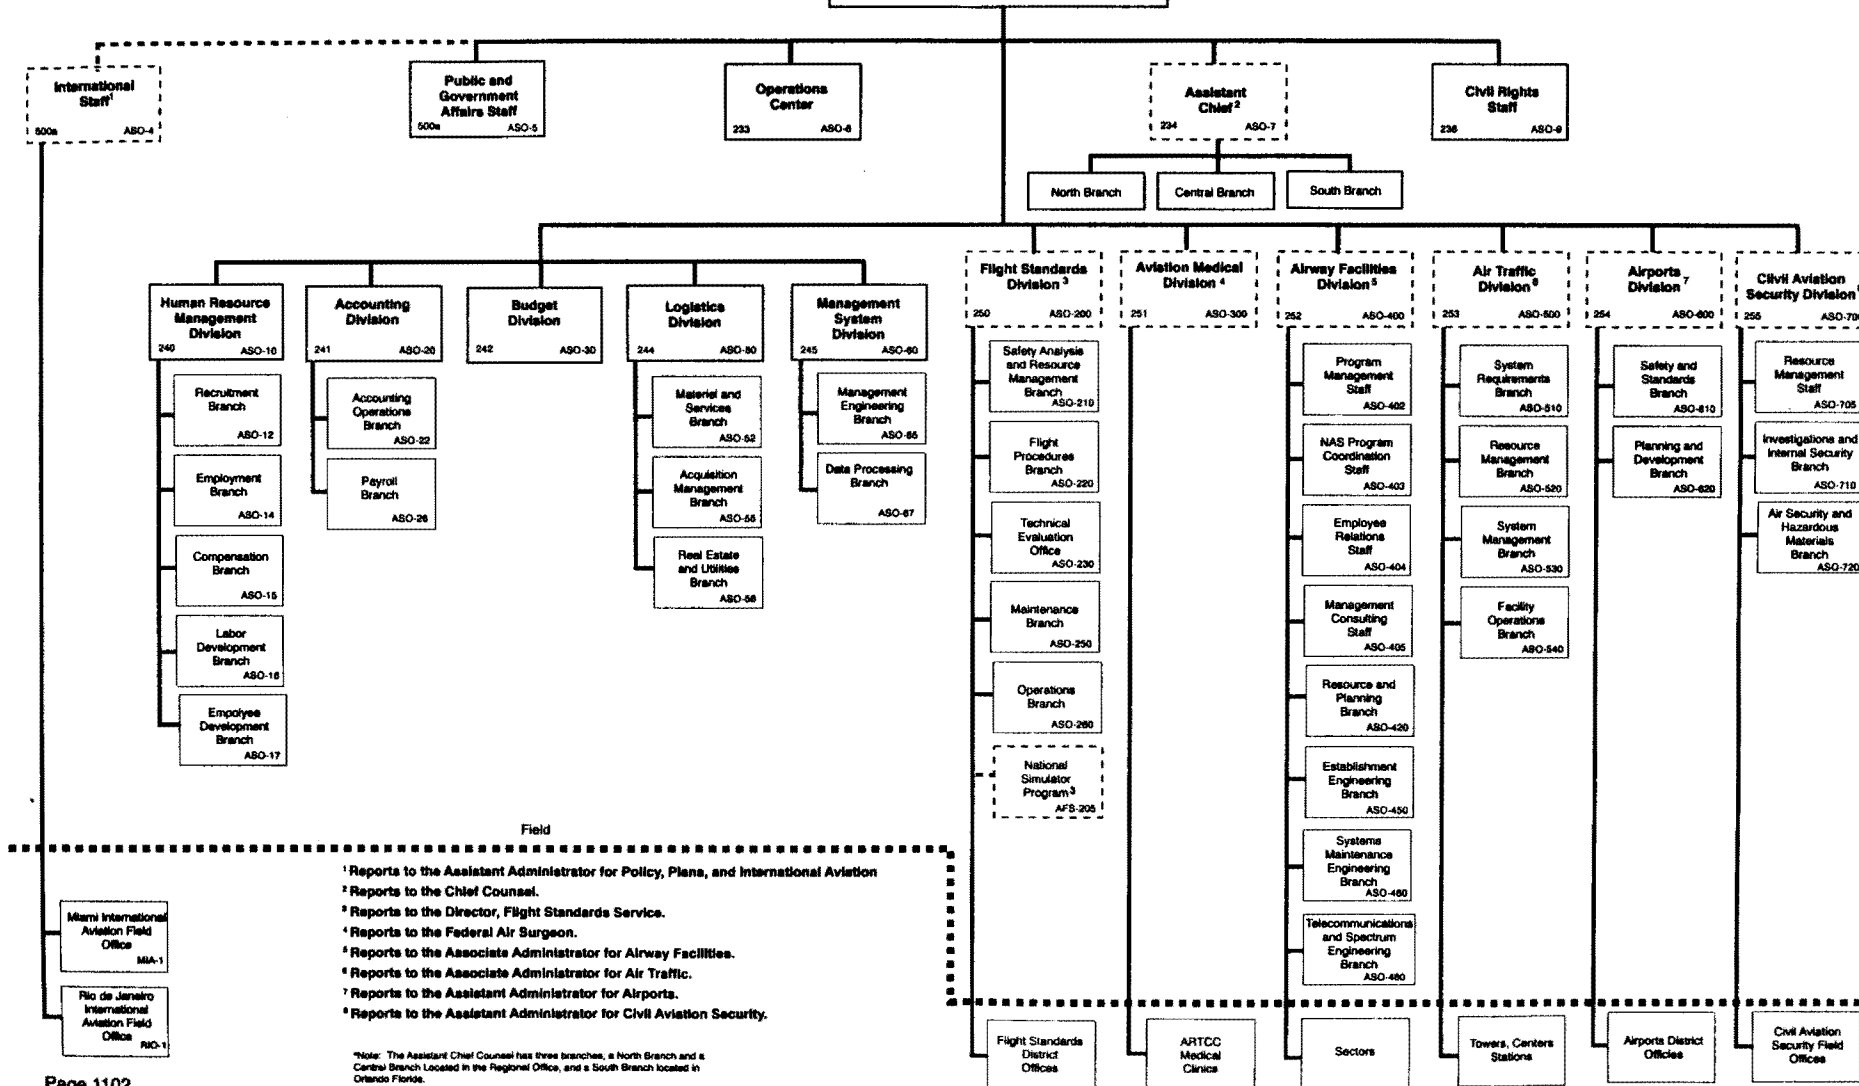 International
Staff¹
500a ASO-4
Public and
Government
Affairs Staff
500a ASO-5
Operations
Center
233 ASO-6
Assistant
Chief²
234 ASO-7
Civil Rights
Staff
236 ASO-9
North Branch
Central Branch
South Branch
Human Resource
Management
Division
240 ASO-10
Recruitment
Branch
ASO-12
Employment
Branch
ASO-14
Compensation
Branch
ASO-15
Labor
Development
Branch
ASO-16
Empolyee
Development
Branch
ASO-17
Accounting
Division
241 ASO-20
Accounting
Operations
Branch
ASO-22
Payroll
Branch
ASO-26
Budget
Division
242 ASO-30
Logistics
Division
244 ASO-50
Materiel and
Services
Branch
ASO-52
Acquisition
Management
Branch
ASO-55
Real Estate
and Utilities
Branch
ASO-56
Management
System
Division
245 ASO-60
Management
Engineering
Branch
ASO-65
Data Processing
Branch
ASO-67
Flight Standards
Division ³
250 ASO-200
Safety Analysis
and Resource
Management
Branch
ASO-210
Flight
Procedures
Branch
ASO-220
Technical
Evaluation
Office
ASO-230
Maintenance
Branch
ASO-250
Operations
Branch
ASO-260
National
Simulator
Program³
AFS-205
Aviation Medical
Division ⁴
251 ASO-300
Airway Facilities
Division⁵
252 ASO-400
Program
Management
Staff
ASO-402
NAS Program
Coordination
Staff
ASO-403
Employee
Relations
Staff
ASO-404
Management
Consulting
Staff
ASO-405
Resource and
Planning
Branch
ASO-420
Establishment
Engineering
Branch
ASO-450
Systems
Maintenance
Engineering
Branch
ASO-460
Telecommunications
and Spectrum
Engineering
Branch
ASO-480
Air Traffic
Division⁶
253 ASO-500
System
Requirements
Branch
ASO-510
Resource
Management
Branch
ASO-520
System
Management
Branch
ASO-530
Facility
Operations
Branch
ASO-540
Airports
Division⁷
254 ASO-600
Safety and
Standards
Branch
ASO-610
Planning and
Development
Branch
ASO-620
Ciivil Aviation
Security Division
255 ASO-700
Resource
Management
Staff
ASO-705
Investigations and
Internal Security
Branch
ASO-710
Air Security and
Hazardous
Materials
Branch
ASO-720
Field
Miami International
Aviation Field
Office
MIA-1
Rio de Janeiro
International
Aviation Field
Office
RIO-1
¹ Reports to the Assistant Administrator for Policy, Plans, and International Aviation
² Reports to the Chief Counsel.
³ Reports to the Director, Flight Standards Service.
⁴ Reports to the Federal Air Surgeon.
⁵ Reports to the Associate Administrator for Airway Facilities.
⁶ Reports to the Associate Administrator for Air Traffic.
⁷ Reports to the Assistant Administrator for Airports.
⁸ Reports to the Assistant Administrator for Civil Aviation Security.
*Note: The Assistant Chief Counsel has three branches, a North Branch and a
Central Branch Located in the Regional Office, and a South Branch located in
Orlando Floride.
Flight Standards
District
Offices
ARTCC
Medical
Clinics
Sectors
Towers, Centers
Stations
Airports District
Officies
Civil Aviation
Security Field
Offices
Page 1102